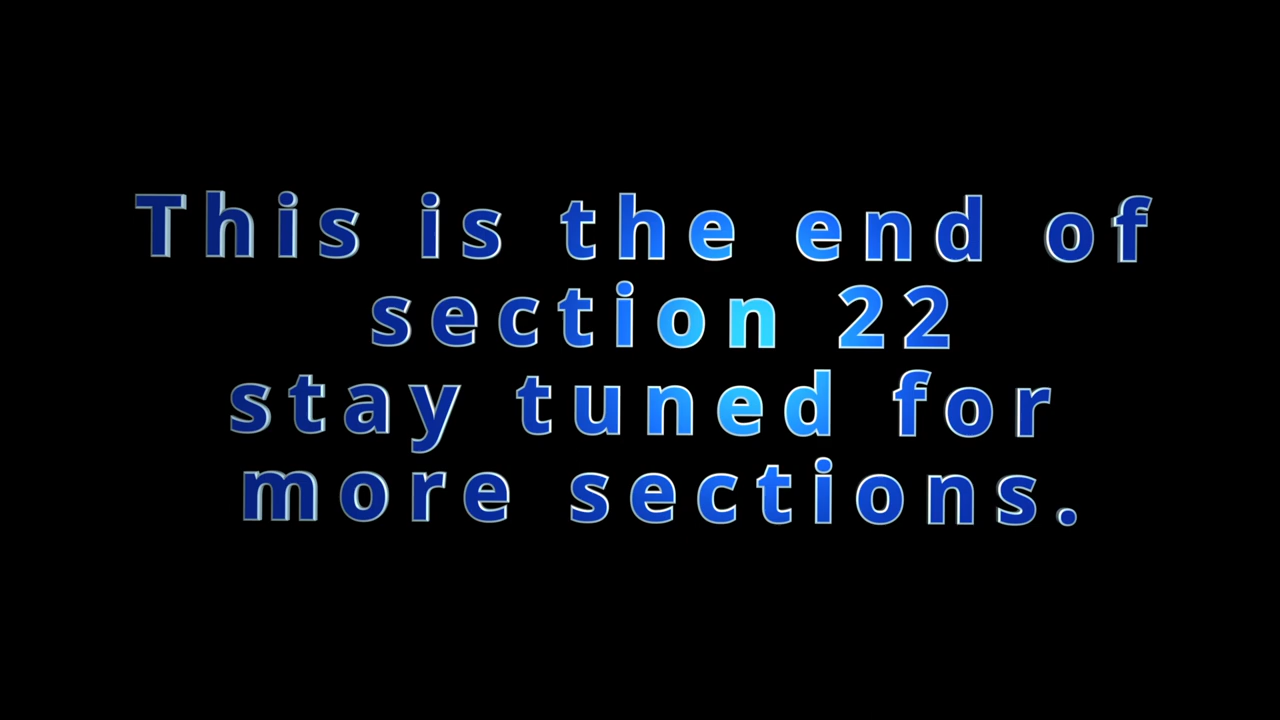 This is the end of
section 22
stay tuned for
more sections.